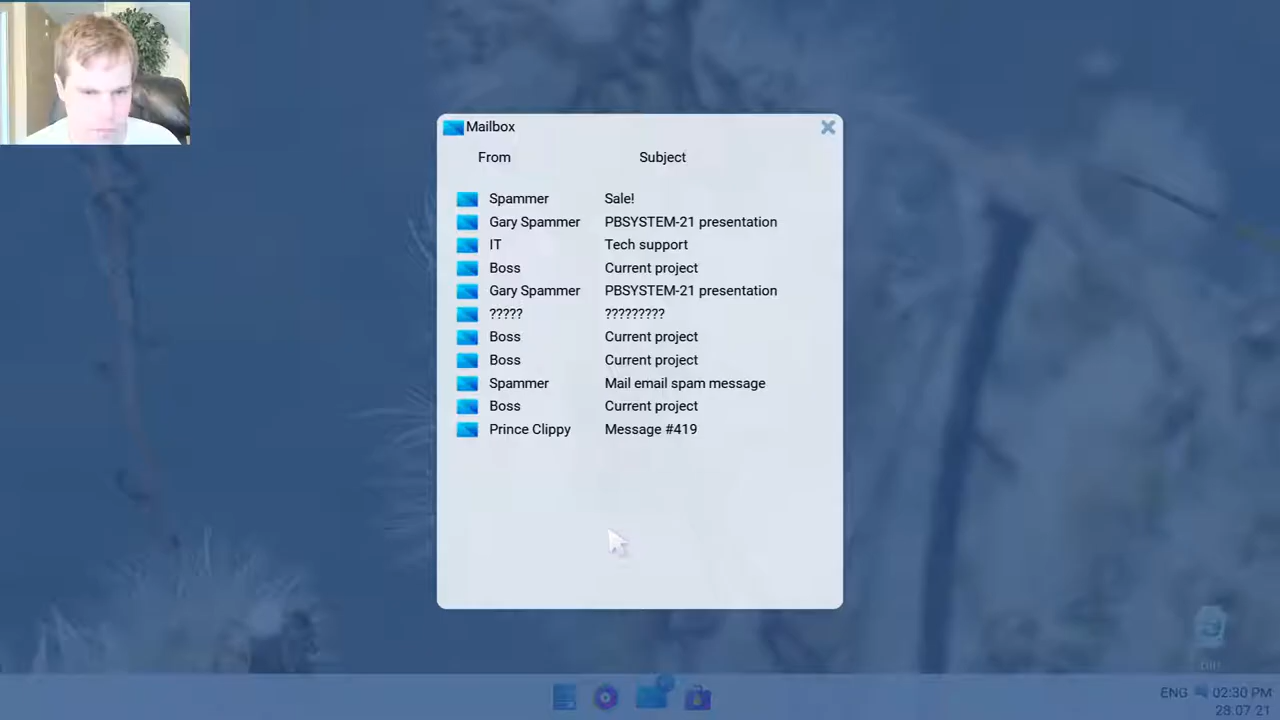 Mailbox
From Subject
Spammer Sale!
Gary Spammer PBSYSTEM-21 presentation
IT Tech support
Boss Current project
Gary Spammer PBSYSTEM-21 presentation
????? ?????????
Boss Current project
Boss Current project
Spammer Mail email spam message
Boss Current project
Prince Clippy Message #419
ENG 02:30 PM
28.07 21